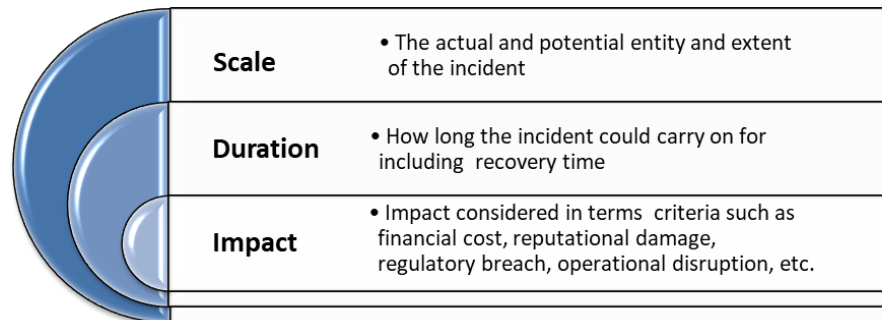 Scale
• The actual and potential entity and extent
of the incident
Duration
• How long the incident could carry on for
including recovery time
Impact
• Impact considered in terms criteria such as
financial cost, reputational damage,
regulatory breach, operational disruption, etc.